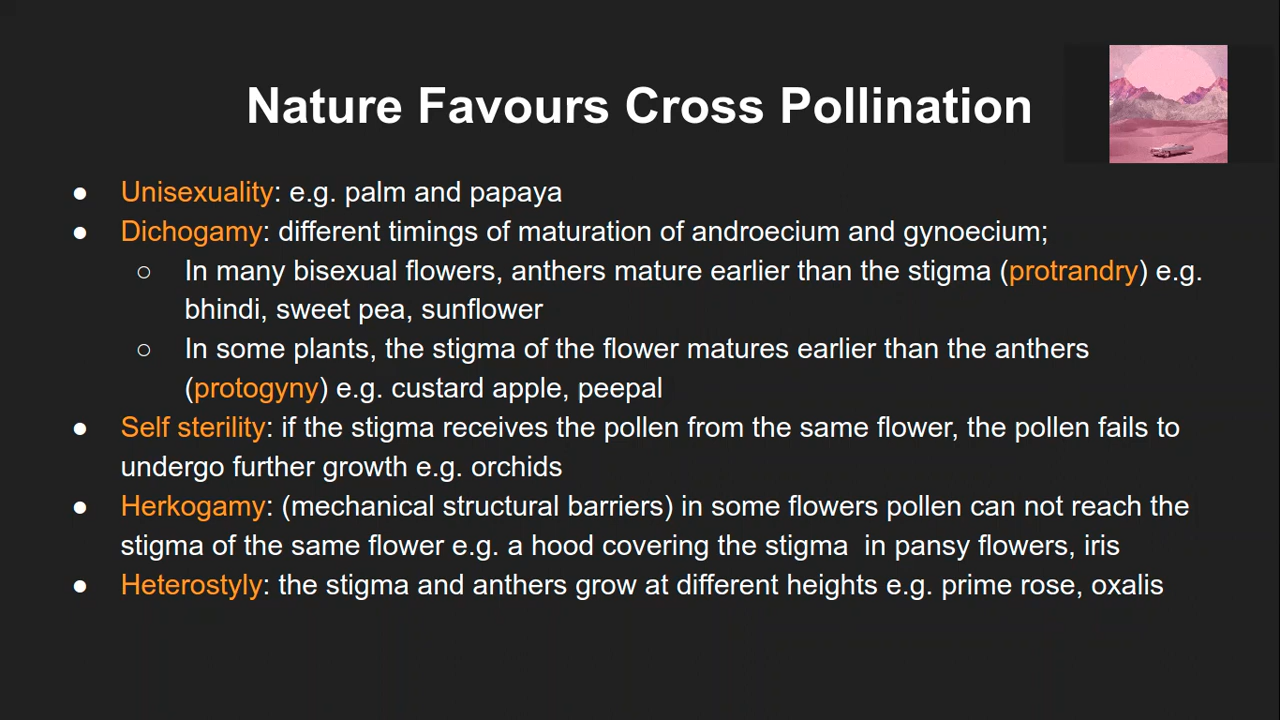 Nature Favours Cross Pollination
● Unisexuality: e.g. palm and papaya
● Dichogamy: different timings of maturation of androecium and gynoecium;
○ In many bisexual flowers, anthers mature earlier than the stigma (protrandry) e.g.
bhindi, sweet pea, sunflower
○ In some plants, the stigma of the flower matures earlier than the anthers
(protogyny) e.g. custard apple, peepal
● Self sterility: if the stigma receives the pollen from the same flower, the pollen fails to
undergo further growth e.g. orchids
● Herkogamy: (mechanical structural barriers) in some flowers pollen can not reach the
stigma of the same flower e.g. a hood covering the stigma  in pansy flowers, iris
● Heterostyly: the stigma and anthers grow at different heights e.g. prime rose, oxalis